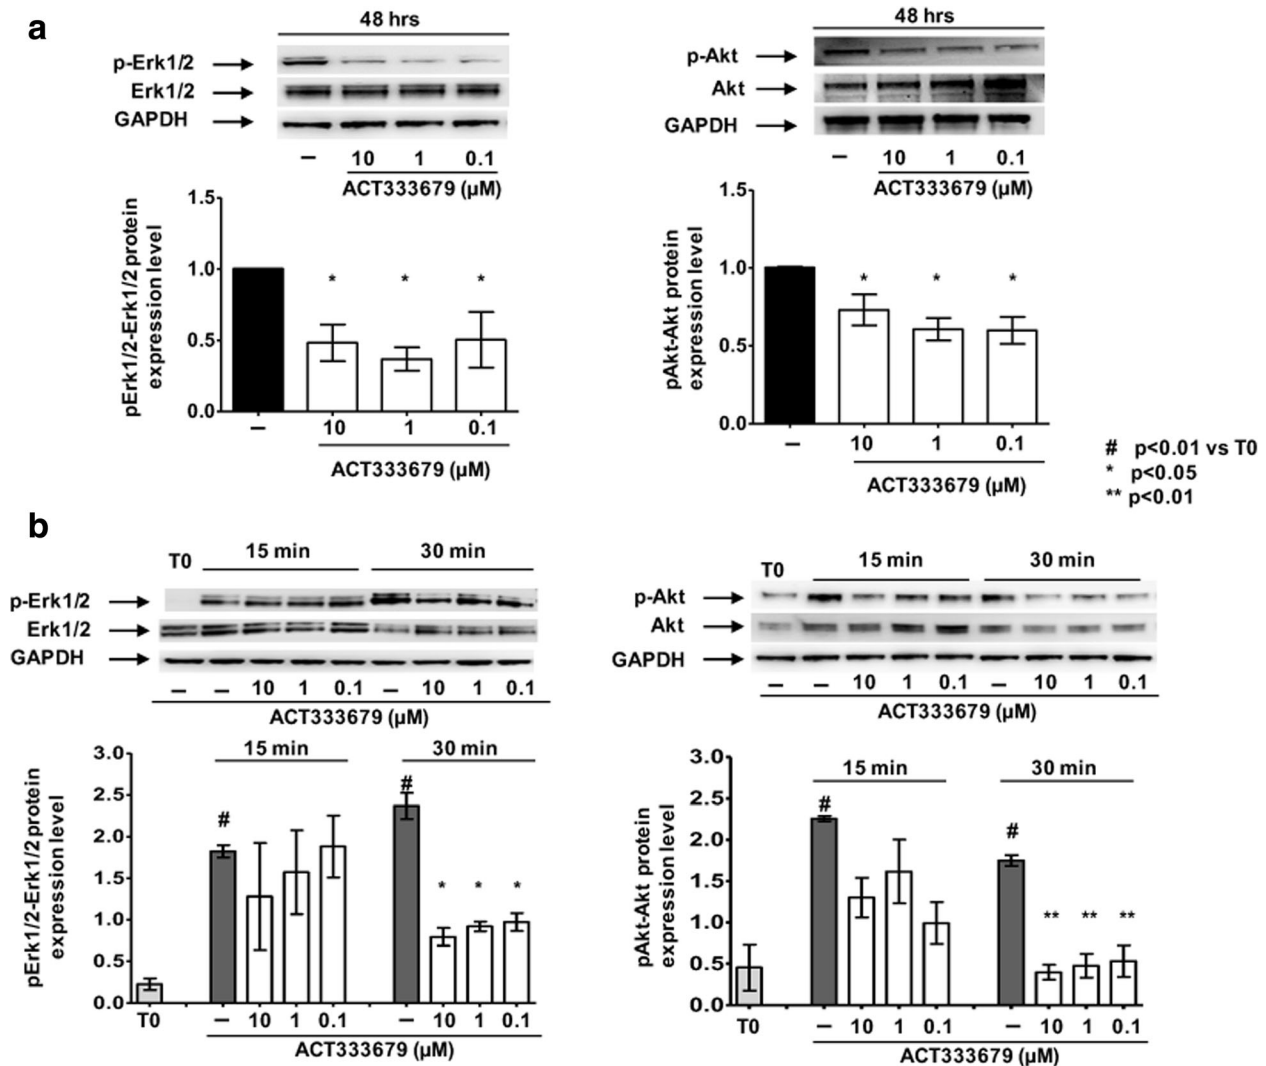 a
48 hrs
p-Erk1/2
Erk1/2
GAPDH
– 10 1 0.1
ACT333679 (µM)
pErk1/2-Erk1/2 protein
expression level
1.5
1.0
0.5
0.0
* * *
– 10 1 0.1
ACT333679 (µM)
48 hrs
p-Akt
Akt
GAPDH
– 10 1 0.1
ACT333679 (µM)
pAkt-Akt protein
expression level
1.5
1.0
0.5
0.0
* * *
– 10 1 0.1
ACT333679 (µM)
# p<0.01 vs T0
* p<0.05
** p<0.01
b
T0 15 min 30 min
p-Erk1/2
Erk1/2
GAPDH
– – 10 1 0.1 – 10 1 0.1
ACT333679 (µM)
pErk1/2-Erk1/2 protein
expression level
15 min 30 min
3.0
2.5
2.0
1.5
1.0
0.5
0.0
# # * * *
T0 – 10 1 0.1 – 10 1 0.1
ACT333679 (µM)
T0 15 min 30 min
p-Akt
Akt
GAPDH
– – 10 1 0.1 – 10 1 0.1
ACT333679 (µM)
pAkt-Akt protein
expression level
15 min 30 min
3.0
2.5
2.0
1.5
1.0
0.5
0.0
# # ** ** **
T0 – 10 1 0.1 – 10 1 0.1
ACT333679 (µM)